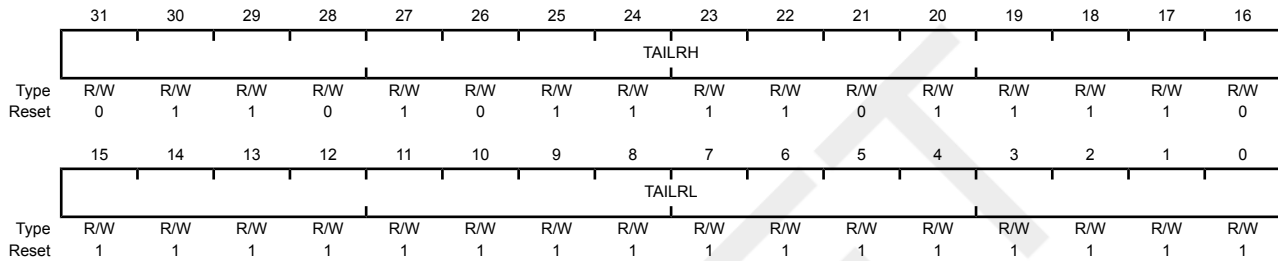 31 30 29 28 27 26 25 24 23 22 21 20 19 18 17 16
TAILRH
Type R/W R/W R/W R/W R/W R/W R/W R/W R/W R/W R/W R/W R/W R/W R/W R/W
Reset 0 1 1 0 1 0 1 1 1 1 0 1 1 1 1 0
15 14 13 12 11 10 9 8 7 6 5 4 3 2 1 0
TAILRL
Type R/W R/W R/W R/W R/W R/W R/W R/W R/W R/W R/W R/W R/W R/W R/W R/W
Reset 1 1 1 1 1 1 1 1 1 1 1 1 1 1 1 1